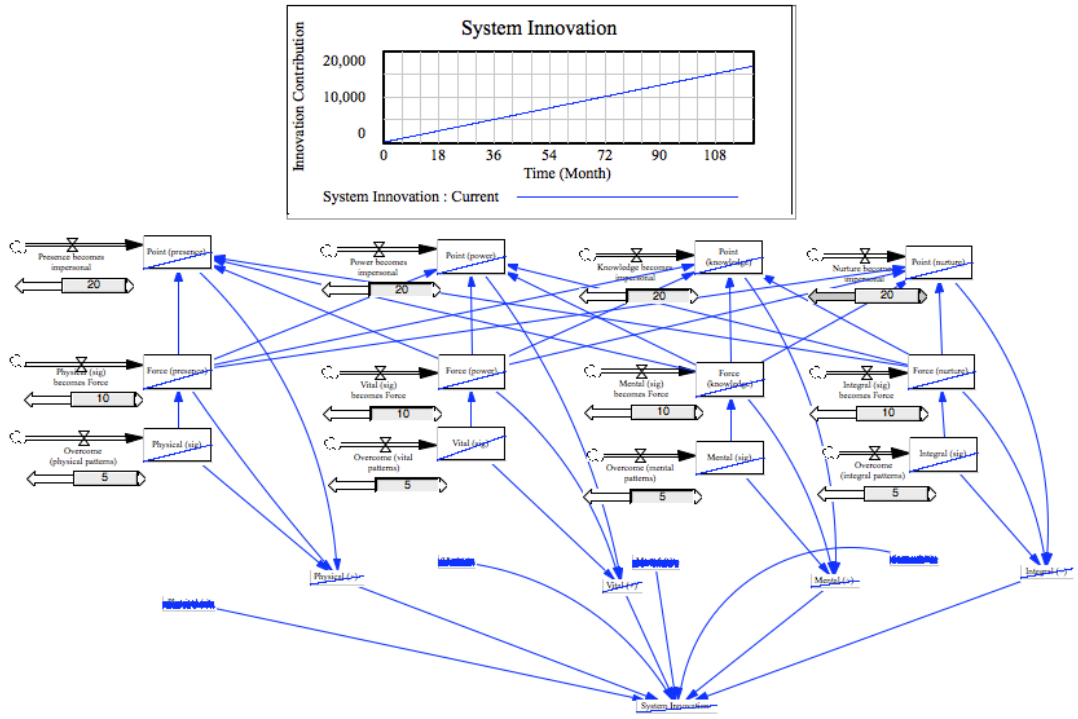 System Innovation
Innovation Contribution
20,000
10,000
0
0 18 36 54 72 90 108
Time (Month)
System Innovation : Current
Point (presence)
Presence becomes
impersonal
20
Point (power)
Power becomes
impersonal
20
Point
(knowledge)
Knowledge becomes
impersonal
20
Point (nurture)
Nurture becomes
impersonal
20
Force (presence)
Physical (sig)
becomes Force
10
Force (power)
Vital (sig)
becomes Force
10
Force
(knowledge)
Mental (sig)
becomes Force
10
Force (nurture)
Integral (sig)
becomes Force
10
Physical (sig)
Overcome
(physical patterns)
5
Vital (sig)
Overcome (vital
patterns)
5
Mental (sig)
Overcome (mental
patterns)
5
Integral (sig)
Overcome
(integral patterns)
5
Physical (+)
Vital (+)
Mental (+)
Integral (+)
System Innovation